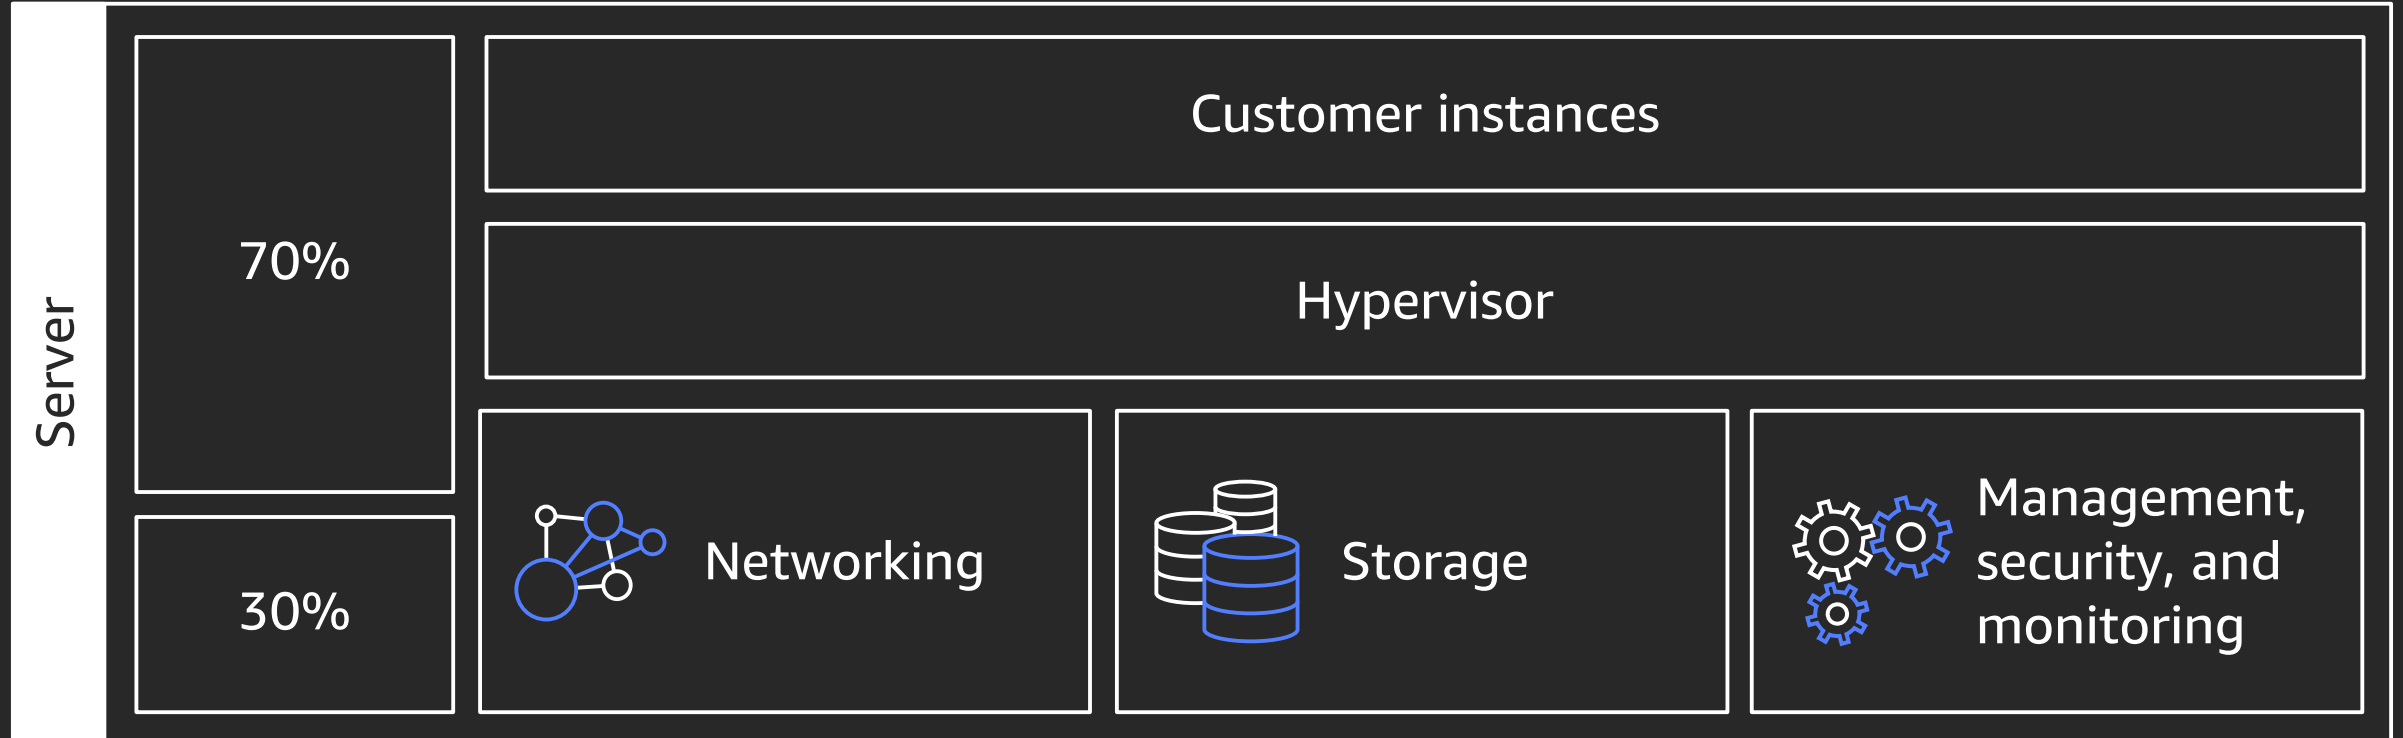 Server
70%
30%
Customer instances
Hypervisor
Networking
Storage
Management,
security, and
monitoring